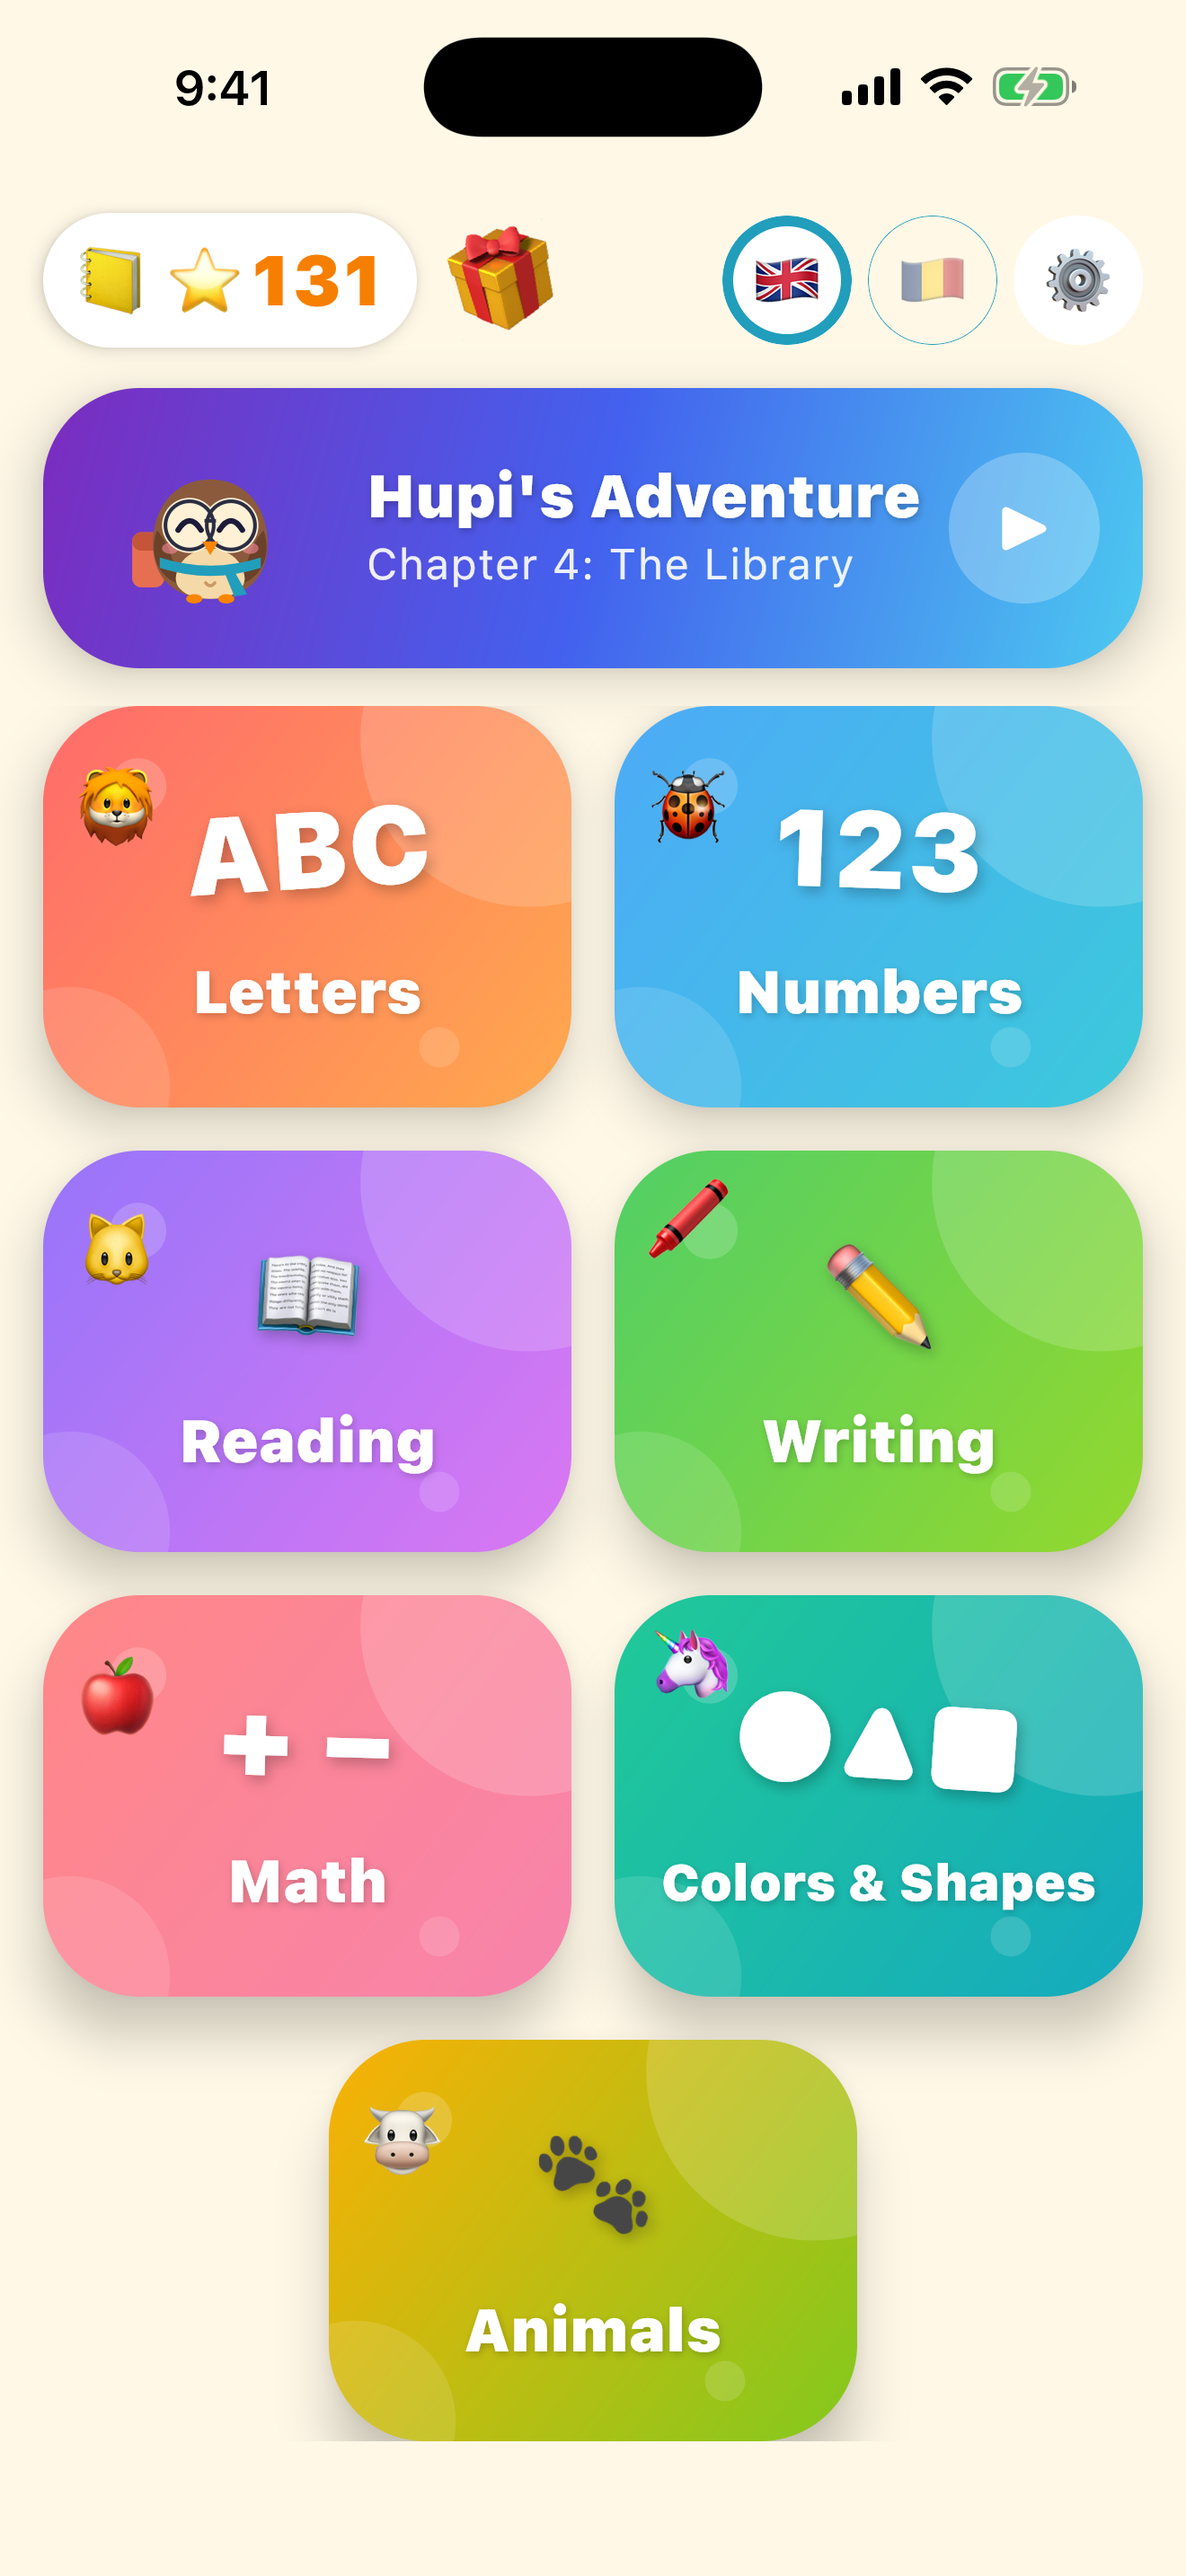 9:41
131
Hupi's Adventure
Chapter 4: The Library
ABC
Letters
123
Numbers
Reading
Writing
+ −
Math
Colors & Shapes
Animals